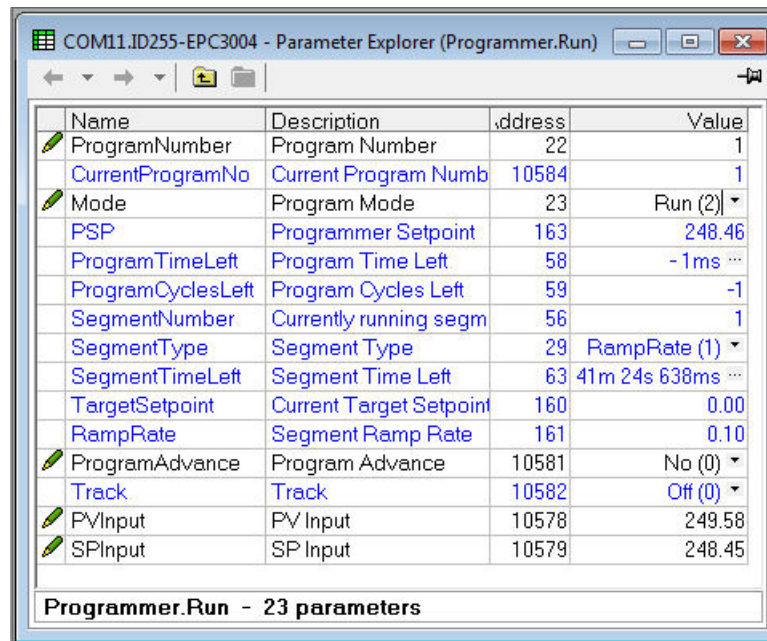 COM11.ID255-EPC3004 - Parameter Explorer (Programmer.Run)
Name Description Address Value
ProgramNumber Program Number 22 1
CurrentProgramNo Current Program Numb 10584 1
Mode Program Mode 23 Run (2)
PSP Programmer Setpoint 163 248.46
ProgramTimeLeft Program Time Left 58 -1ms ...
ProgramCyclesLeft Program Cycles Left 59 -1
SegmentNumber Currently running segm 56 1
SegmentType Segment Type 29 RampRate (1)
SegmentTimeLeft Segment Time Left 63 41m 24s 638ms ...
TargetSetpoint Current Target Setpoint 160 0.00
RampRate Segment Ramp Rate 161 0.10
ProgramAdvance Program Advance 10581 No (0)
Track Track 10582 Off (0)
PVInput PV Input 10578 249.58
SPInput SP Input 10579 248.45
Programmer.Run - 23 parameters